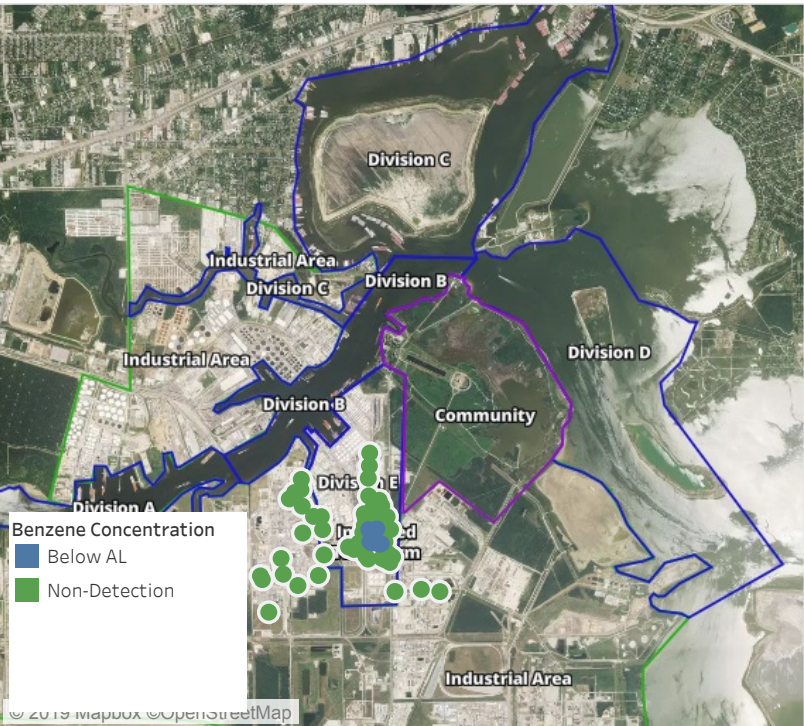 Division C
Industrial Area
Division C
Division B
Industrial Area
Division D
Division B
Community
Division A
Benzene Concentration
Below AL
Non-Detection
Industrial Area
© 2019 Mapbox ©OpenStreetMap